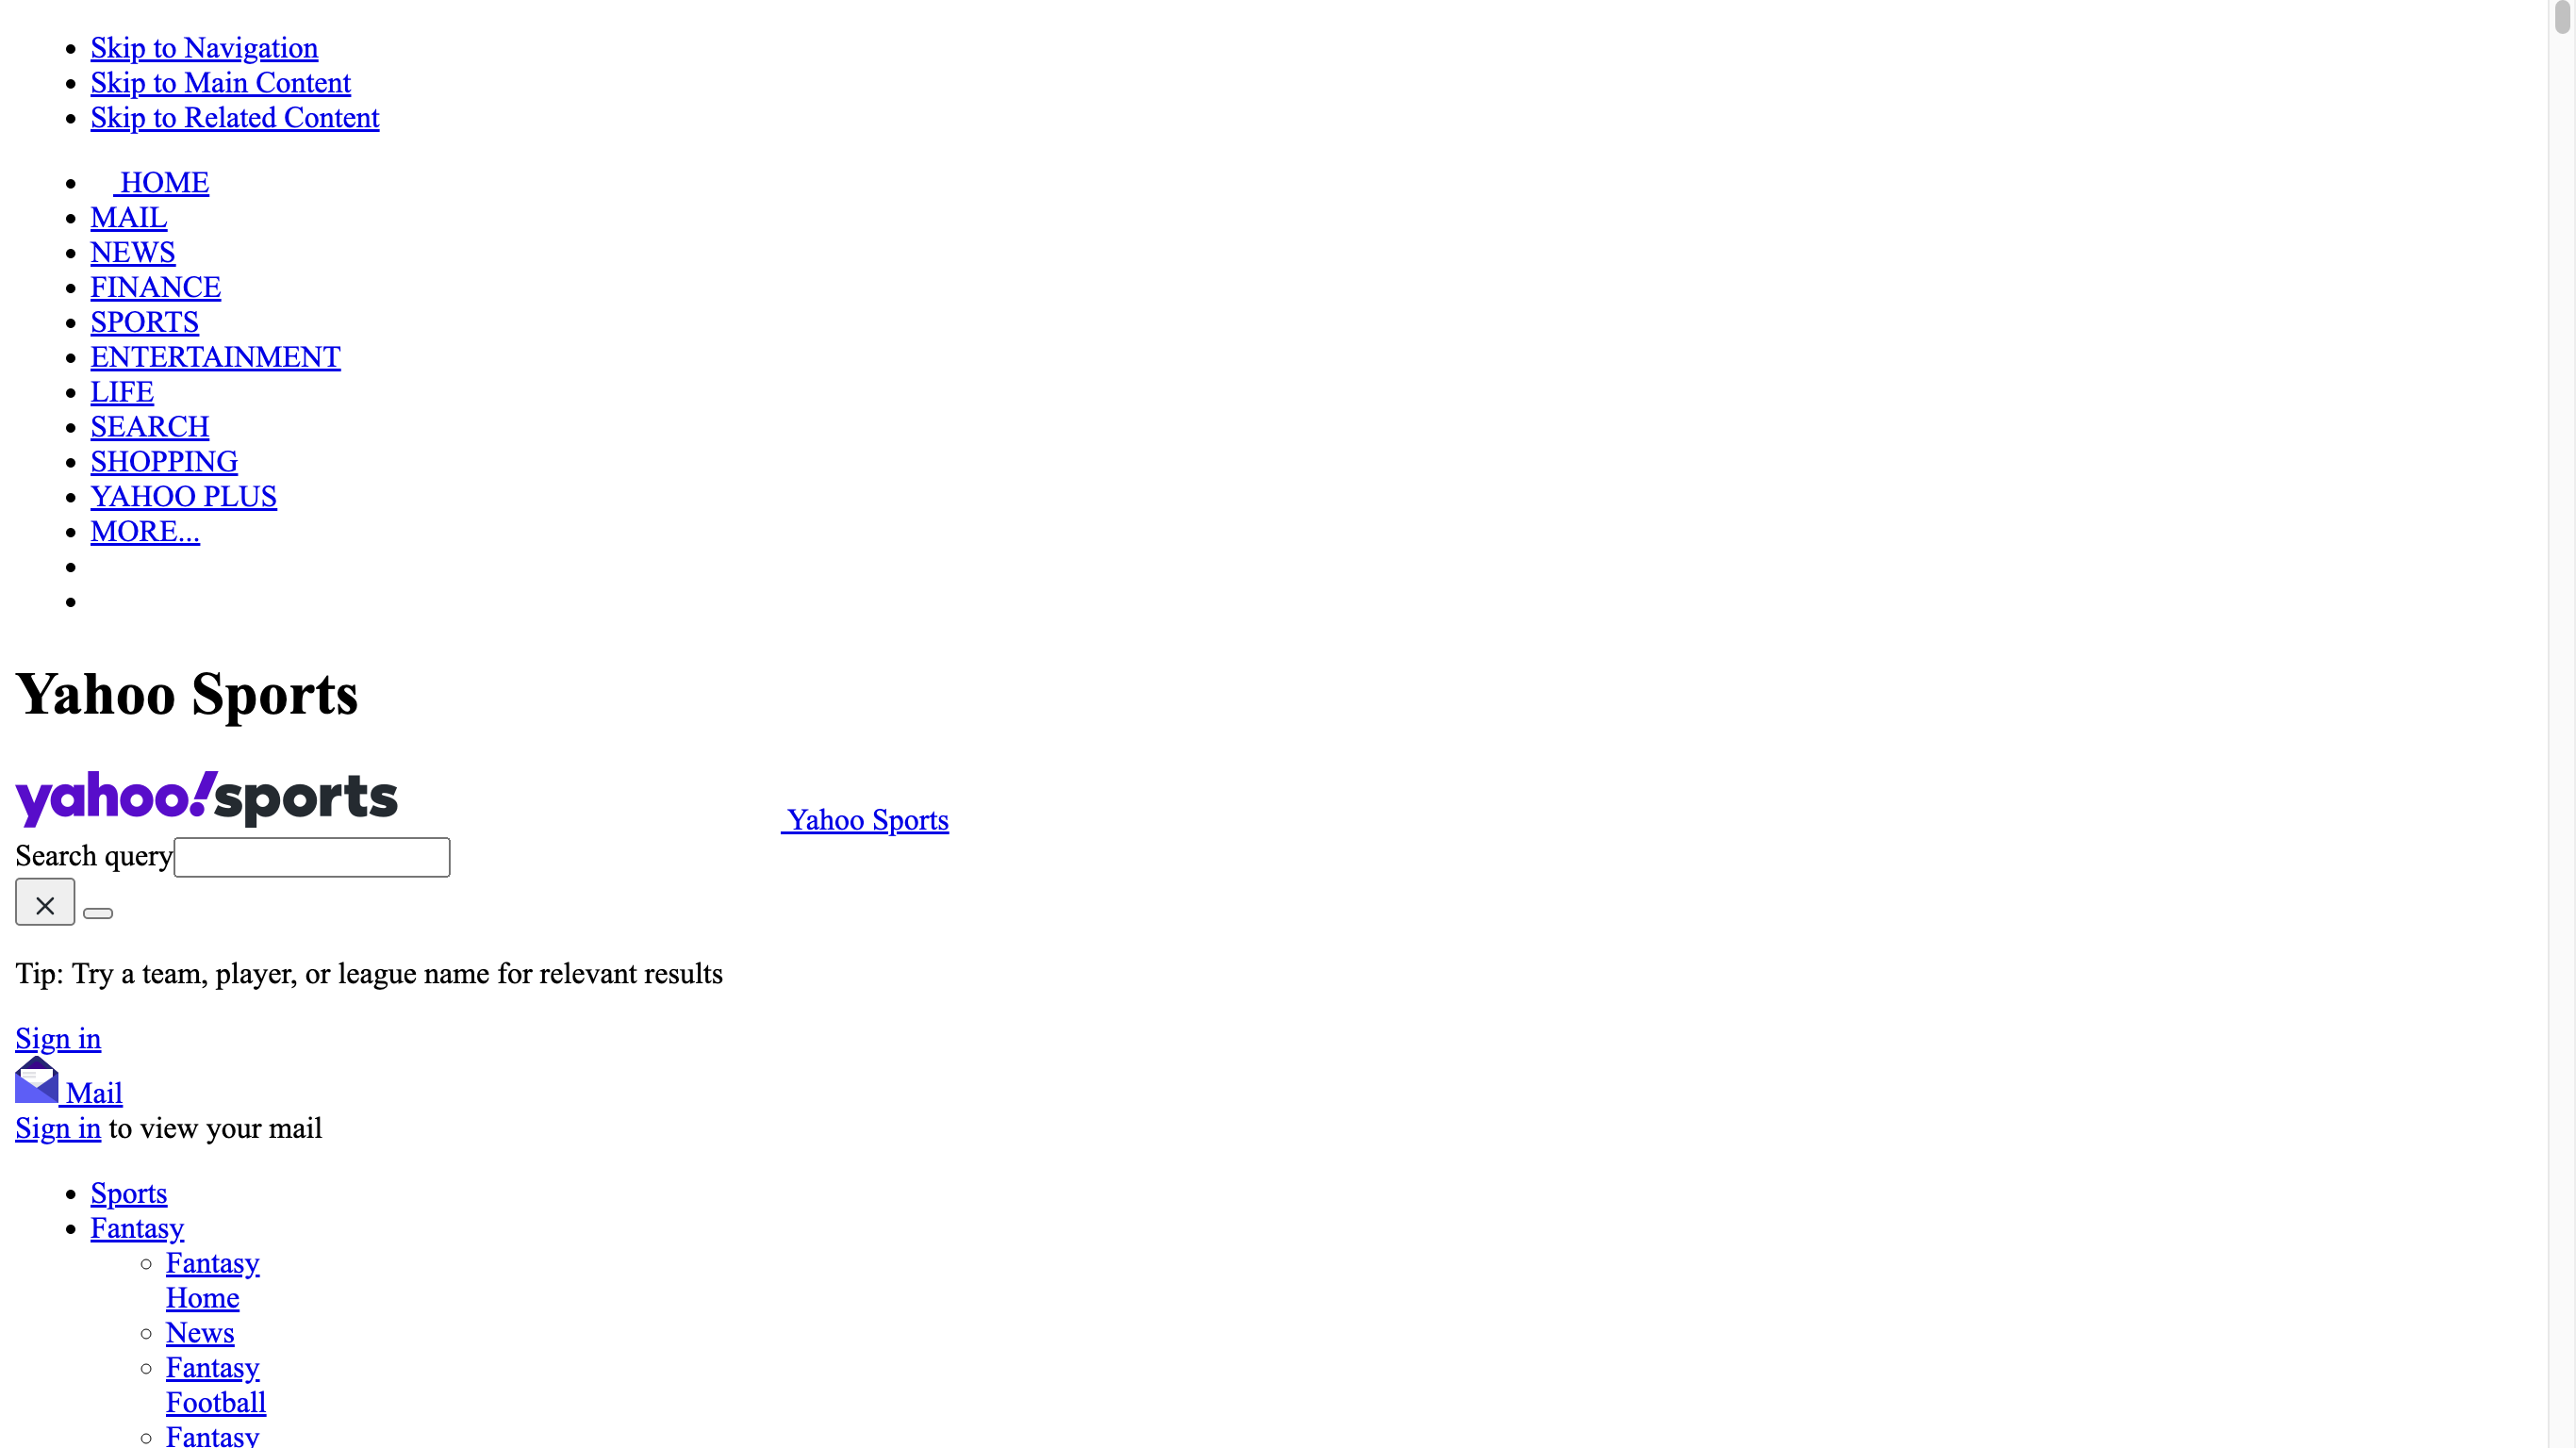 Skip to Navigation
Skip to Main Content
Skip to Related Content
HOME
MAIL
NEWS
FINANCE
SPORTS
ENTERTAINMENT
LIFE
SEARCH
SHOPPING
YAHOO PLUS
MORE...
Yahoo Sports
yahoo!sports Yahoo Sports
Search query
Tip: Try a team, player, or league name for relevant results
Sign in
Mail
Sign in to view your mail
Sports
Fantasy
Fantasy
Home
News
Fantasy
Football
Fantasy